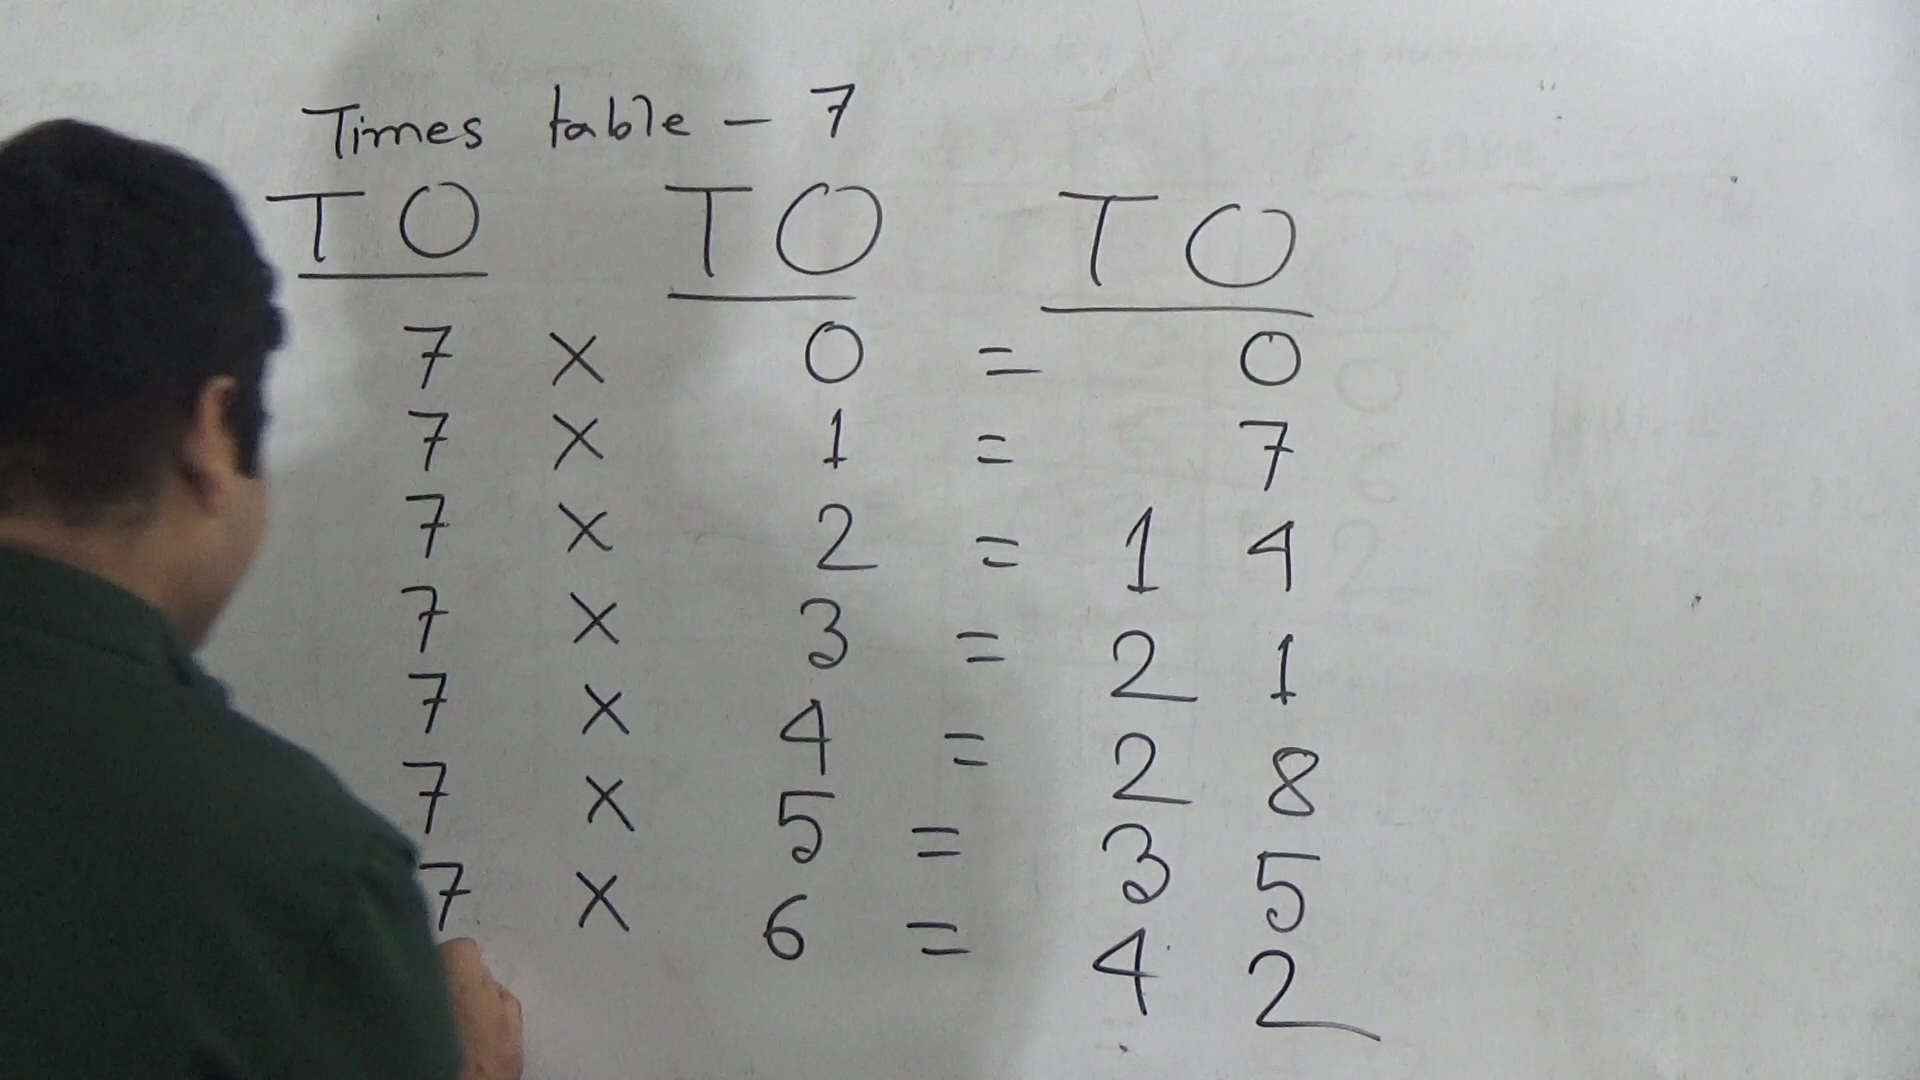 Times table - 7
T O T O T O
7 × 0 = 0
7 × 1 = 7
7 × 2 = 1 4
7 × 3 = 2 1
7 × 4 = 2 8
7 × 5 = 3 5
7 × 6 = 4 2